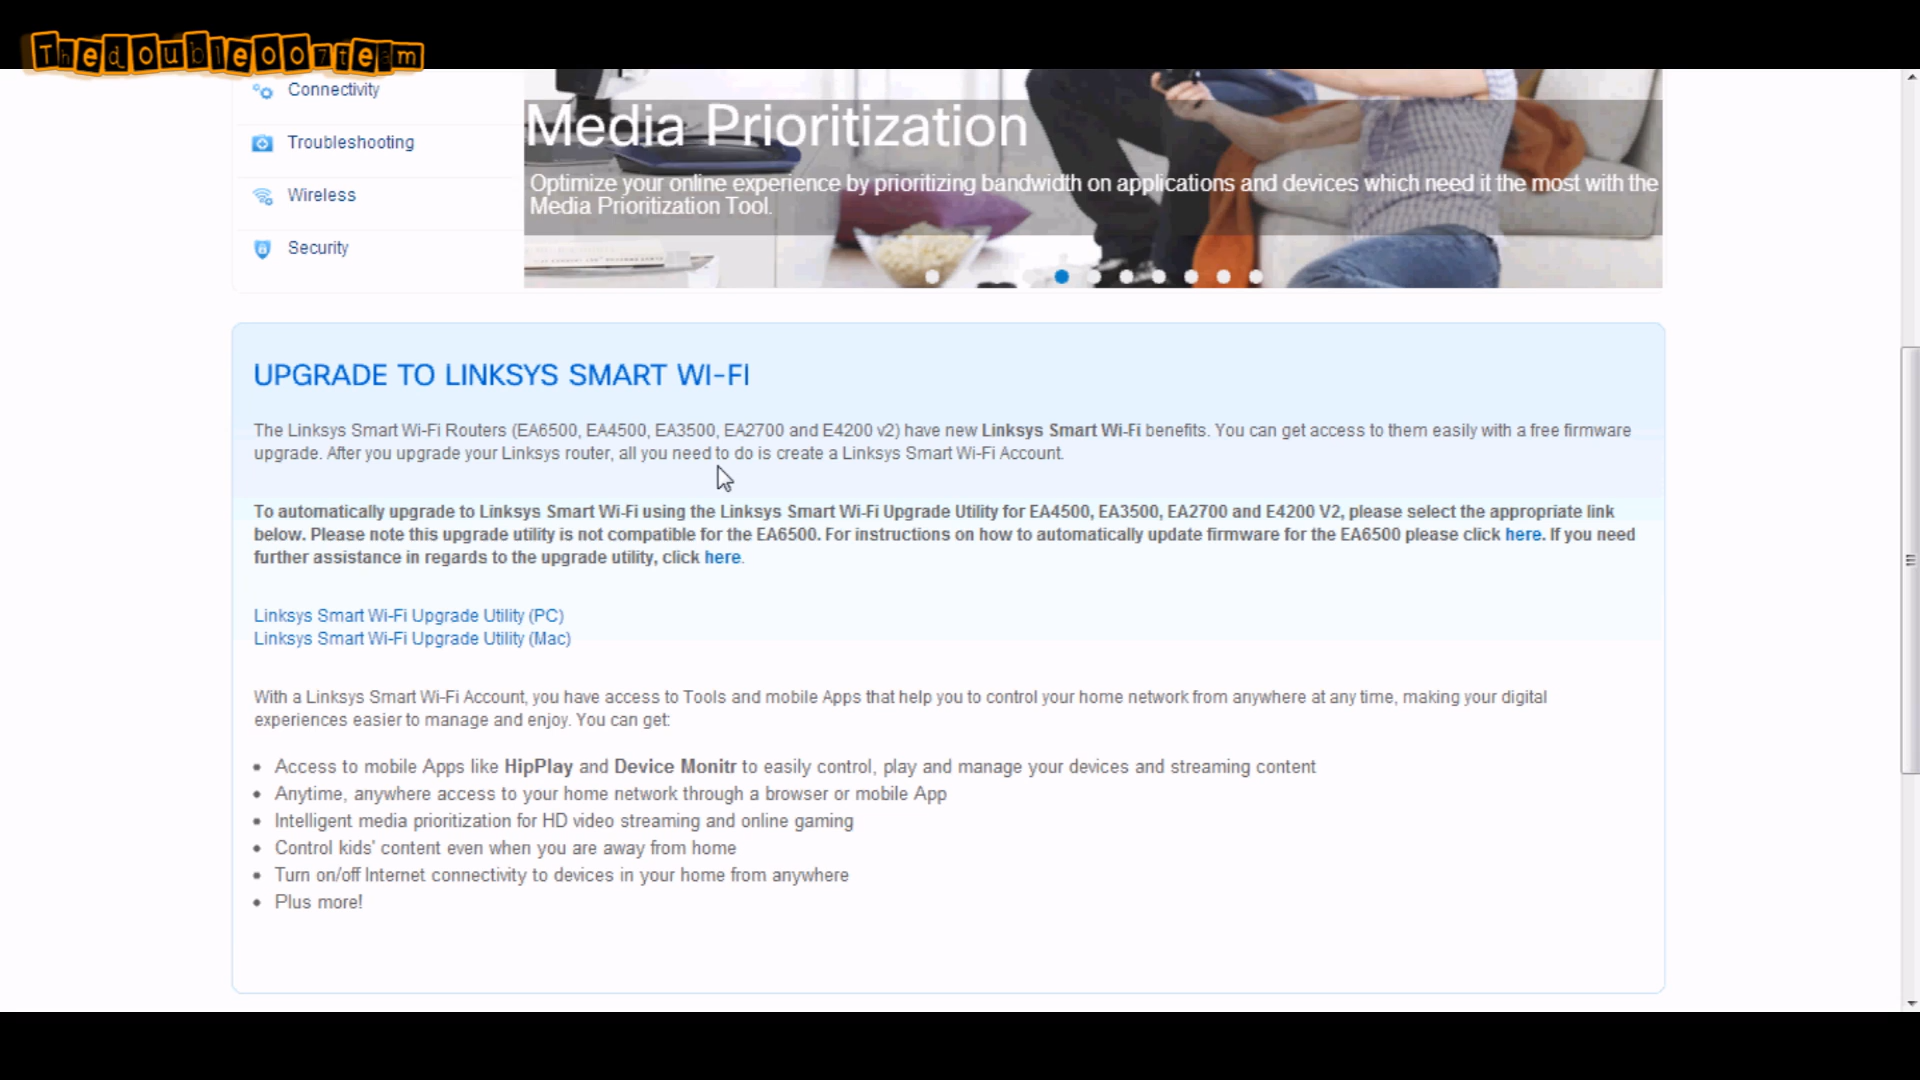 Thedoubleoo7team
Connectivity
Troubleshooting
Wireless
Security
Media Prioritization
Optimize your online experience by prioritizing bandwidth on applications and devices which need it the most with the
Media Prioritization Tool.
UPGRADE TO LINKSYS SMART WI-FI
The Linksys Smart Wi-Fi Routers (EA6500, EA4500, EA3500, EA2700 and E4200 v2) have new Linksys Smart Wi-Fi benefits. You can get access to them easily with a free firmware
upgrade. After you upgrade your Linksys router, all you need to do is create a Linksys Smart Wi-Fi Account.
To automatically upgrade to Linksys Smart Wi-Fi using the Linksys Smart Wi-Fi Upgrade Utility for EA4500, EA3500, EA2700 and E4200 V2, please select the appropriate link
below. Please note this upgrade utility is not compatible for the EA6500. For instructions on how to automatically update firmware for the EA6500 please click here. If you need
further assistance in regards to the upgrade utility, click here.
Linksys Smart Wi-Fi Upgrade Utility (PC)
Linksys Smart Wi-Fi Upgrade Utility (Mac)
With a Linksys Smart Wi-Fi Account, you have access to Tools and mobile Apps that help you to control your home network from anywhere at any time, making your digital
experiences easier to manage and enjoy. You can get:
• Access to mobile Apps like HipPlay and Device Monitr to easily control, play and manage your devices and streaming content
• Anytime, anywhere access to your home network through a browser or mobile App
• Intelligent media prioritization for HD video streaming and online gaming
• Control kids' content even when you are away from home
• Turn on/off Internet connectivity to devices in your home from anywhere
• Plus more!